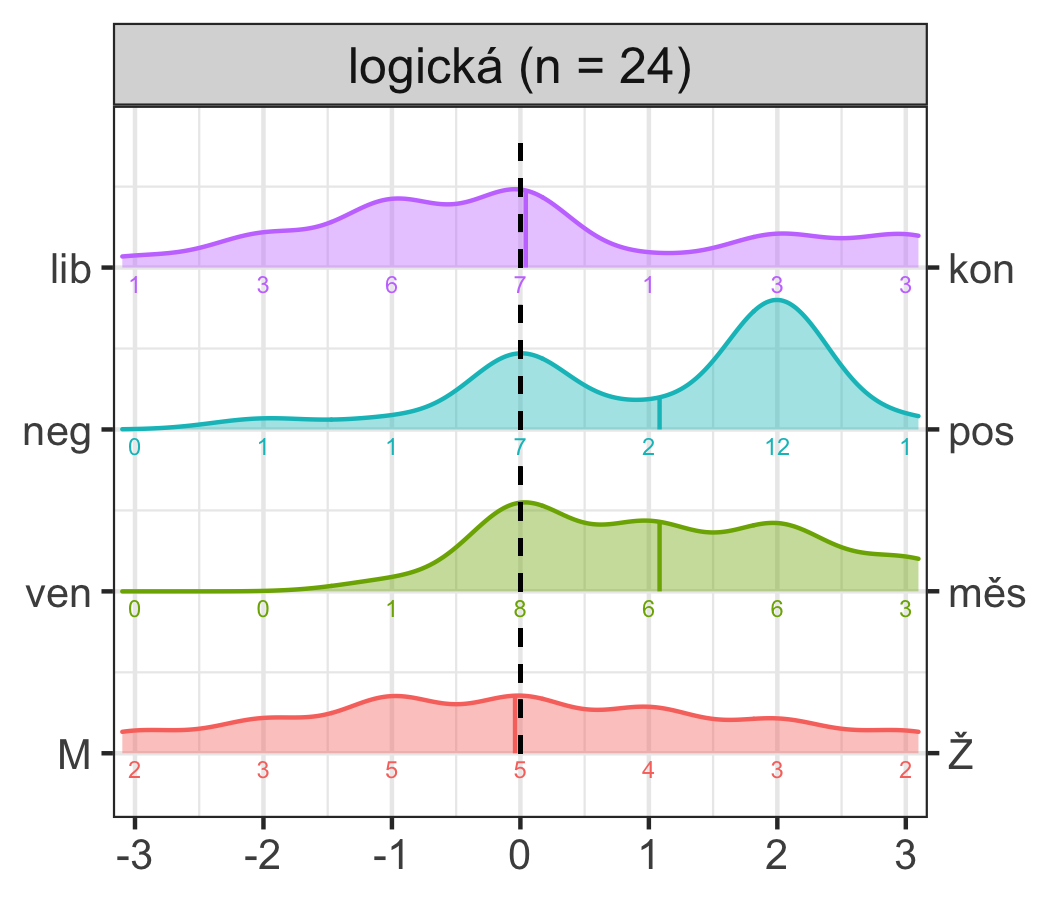 logická (n = 24)
lib kon
1 3 6 7 1 3 3
neg pos
0 1 1 7 2 12 1
ven měs
0 0 1 8 6 6 3
M Ž
2 3 5 5 4 3 2
-3 -2 -1 0 1 2 3